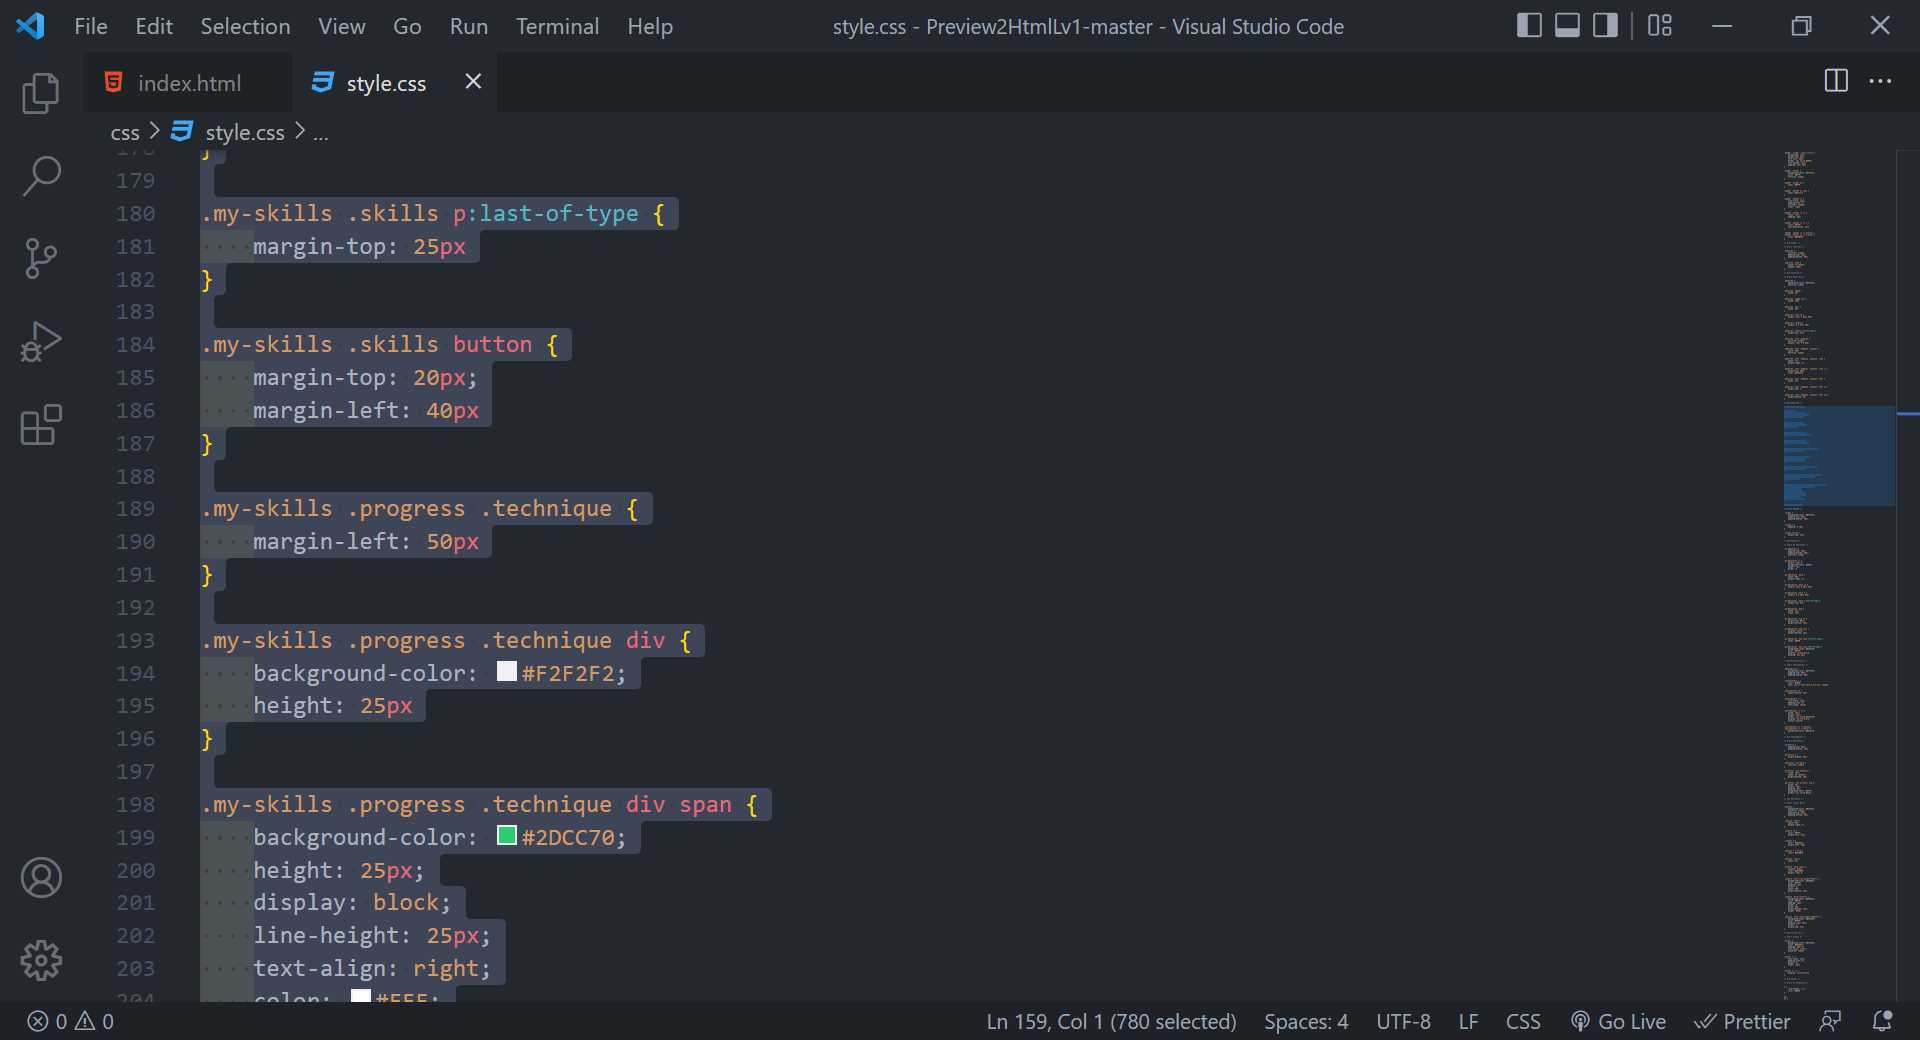 File Edit Selection View Go Run Terminal Help
style.css - Preview2HtmlLv1-master - Visual Studio Code
index.html
style.css
css > style.css > ...
179
180 .my-skills .skills p:last-of-type {
181 margin-top: 25px
182 }
183
184 .my-skills .skills button {
185 margin-top: 20px;
186 margin-left: 40px
187 }
188
189 .my-skills .progress .technique {
190 margin-left: 50px
191 }
192
193 .my-skills .progress .technique div {
194 background-color: #F2F2F2;
195 height: 25px
196 }
197
198 .my-skills .progress .technique div span {
199 background-color: #2DCC70;
200 height: 25px;
201 display: block;
202 line-height: 25px;
203 text-align: right;
204 color: #FFF;
0 0
Ln 159, Col 1 (780 selected) Spaces: 4 UTF-8 LF CSS Go Live Prettier